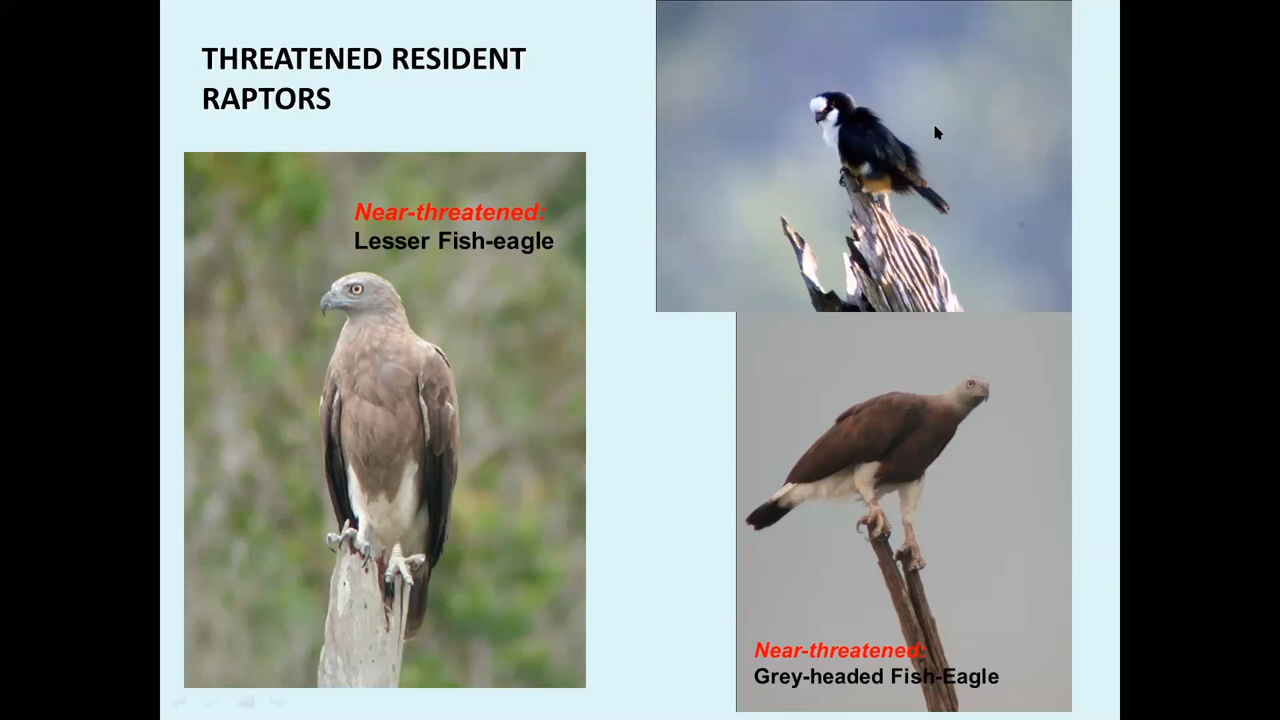 THREATENED RESIDENT
RAPTORS
Near-threatened:
Lesser Fish-eagle
Near-threatened:
Grey-headed Fish-Eagle